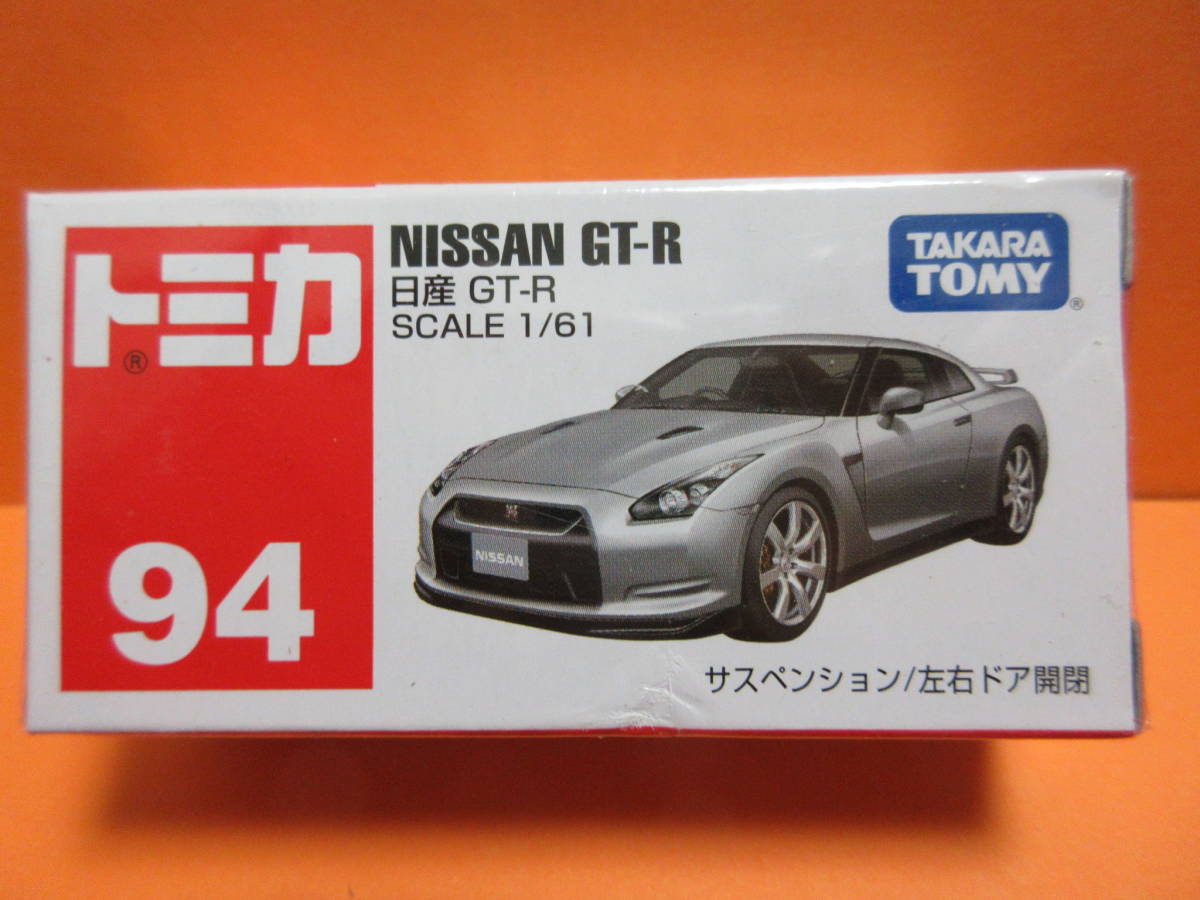 トミカ
®
94
NISSAN GT-R
日産 GT-R
SCALE 1/61
TAKARA
TOMY
®
NISSAN
サスペンション/左右ドア開閉